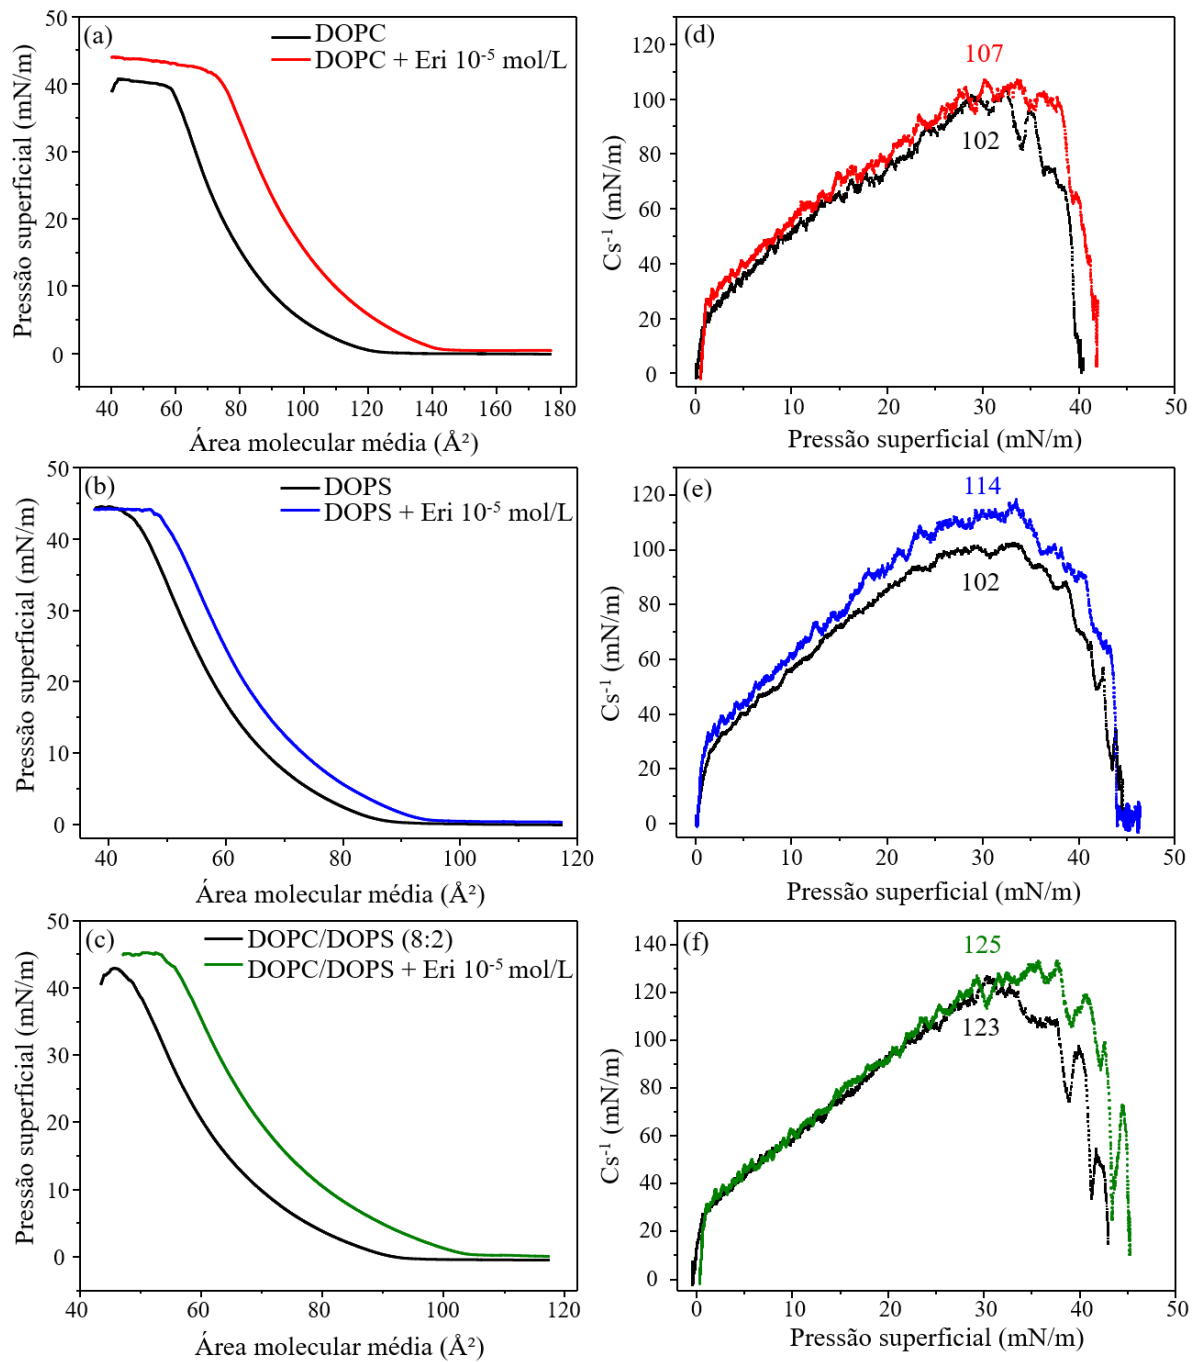 (a)
DOPC
DOPC + Eri 10⁻⁵ mol/L
50
40
30
20
10
0
Pressão superficial (mN/m)
40 60 80 100 120 140 160 180
Área molecular média (Å²)
(d)
107
102
120
100
80
60
40
20
0
Cs⁻¹ (mN/m)
0 10 20 30 40 50
Pressão superficial (mN/m)
(b)
DOPS
DOPS + Eri 10⁻⁵ mol/L
50
40
30
20
10
0
Pressão superficial (mN/m)
40 60 80 100 120
Área molecular média (Å²)
(e)
114
102
120
100
80
60
40
20
0
Cs⁻¹ (mN/m)
0 10 20 30 40 50
Pressão superficial (mN/m)
(c)
DOPC/DOPS (8:2)
DOPC/DOPS + Eri 10⁻⁵ mol/L
50
40
30
20
10
0
Pressão superficial (mN/m)
40 60 80 100 120
Área molecular média (Å²)
(f)
125
123
140
120
100
80
60
40
20
0
Cs⁻¹ (mN/m)
0 10 20 30 40 50
Pressão superficial (mN/m)